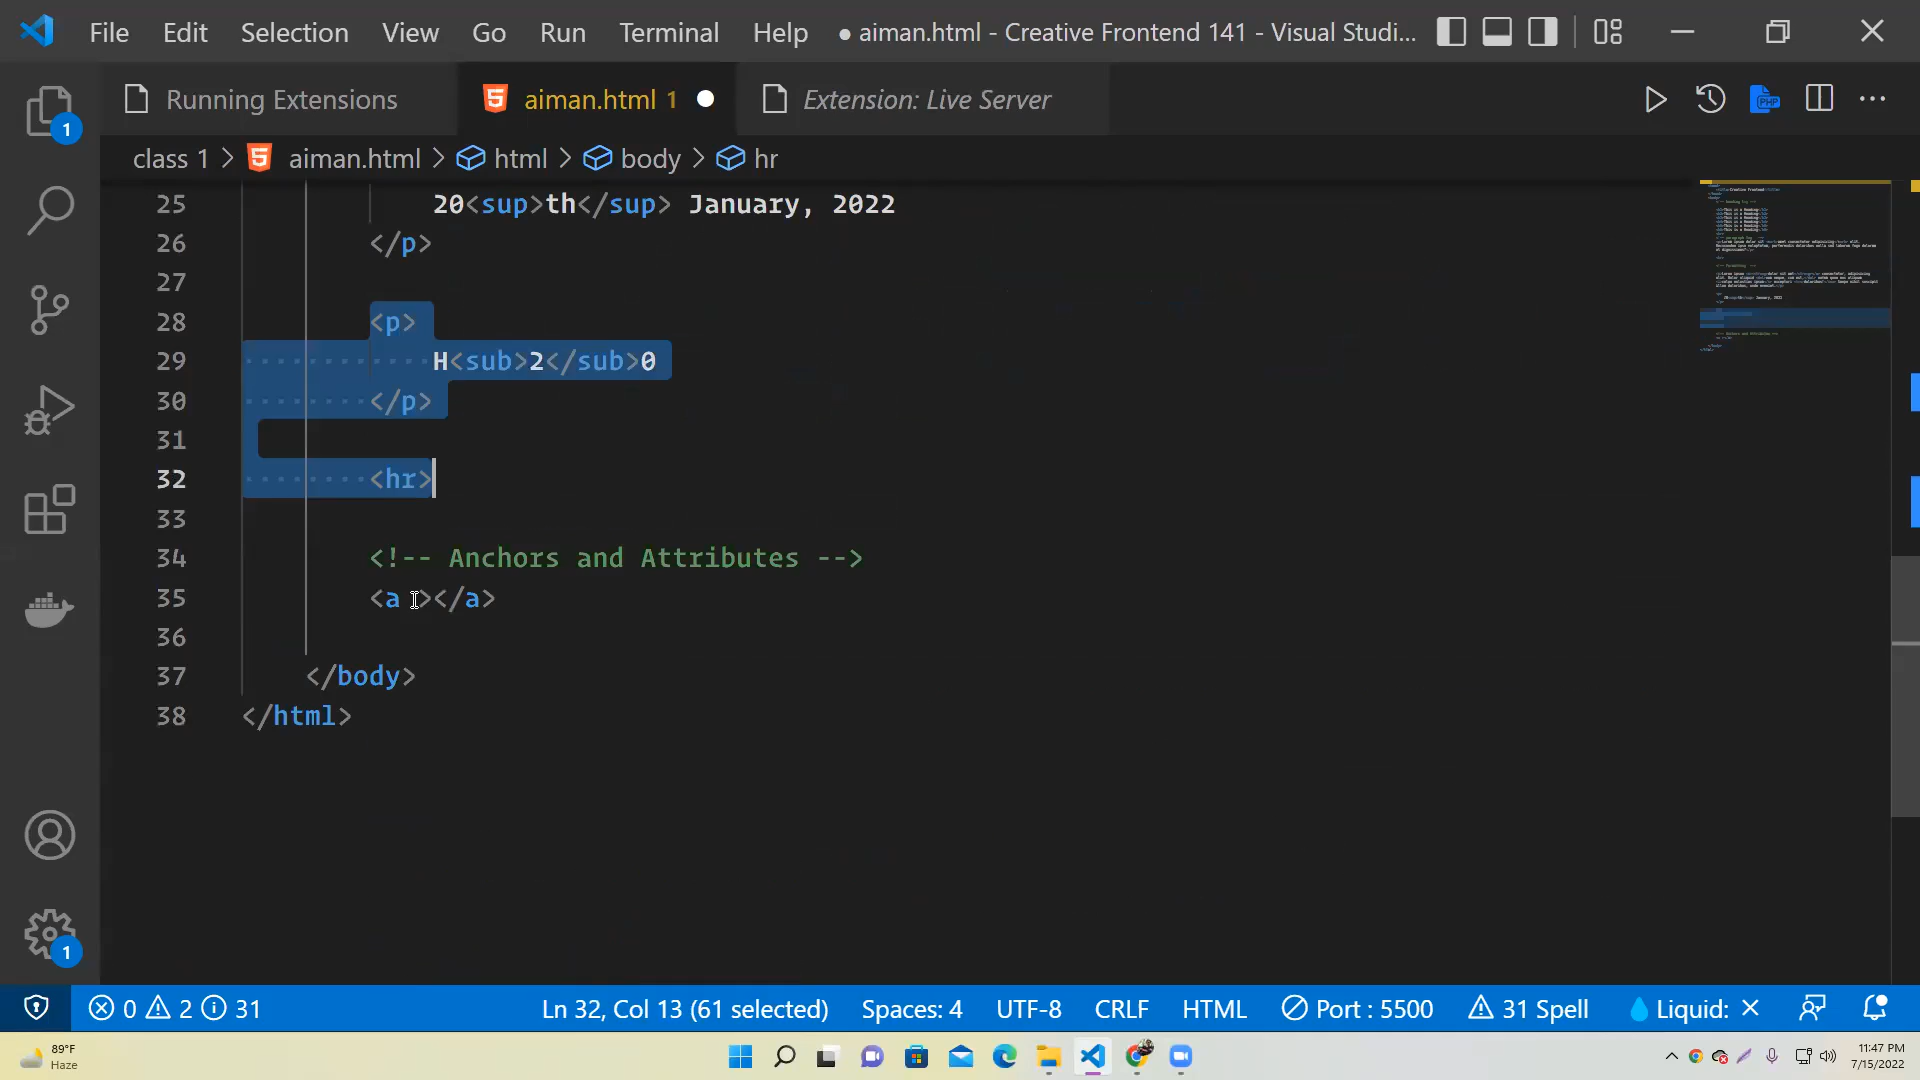 File Edit Selection View Go Run Terminal Help ● aiman.html - Creative Frontend 141 - Visual Studi...
Running Extensions aiman.html 1 ● Extension: Live Server
class 1 > aiman.html > html > body > hr
25 20<sup>th</sup> January, 2022
26 </p>
27
28 <p>
29 H<sub>2</sub>0
30 </p>
31
32 <hr>
33
34 <!-- Anchors and Attributes -->
35 <a ></a>
36
37 </body>
38 </html>
1
1
PHP
0 2 31 Ln 32, Col 13 (61 selected) Spaces: 4 UTF-8 CRLF HTML Port : 5500 31 Spell Liquid:
89°F
Haze
11:47 PM
7/15/2022